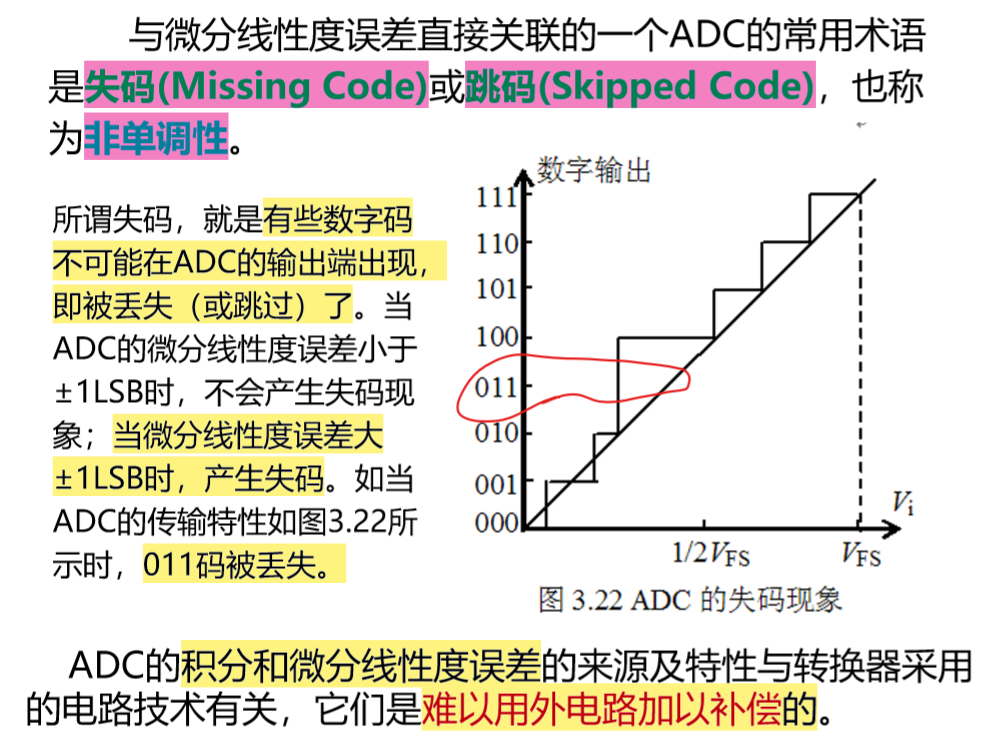 与微分线性度误差直接关联的一个ADC的常用术语
是失码(Missing Code)或跳码(Skipped Code)，也称
为非单调性。
所谓失码，就是有些数字码
不可能在ADC的输出端出现，
即被丢失（或跳过）了。当
ADC的微分线性度误差小于
±1LSB时，不会产生失码现
象；当微分线性度误差大
±1LSB时，产生失码。如当
ADC的传输特性如图3.22所
示时，011码被丢失。
数字输出
111
110
101
100
011
010
001
000
Vi
1/2VFS
VFS
图 3.22 ADC 的失码现象
ADC的积分和微分线性度误差的来源及特性与转换器采用
的电路技术有关，它们是难以用外电路加以补偿的。